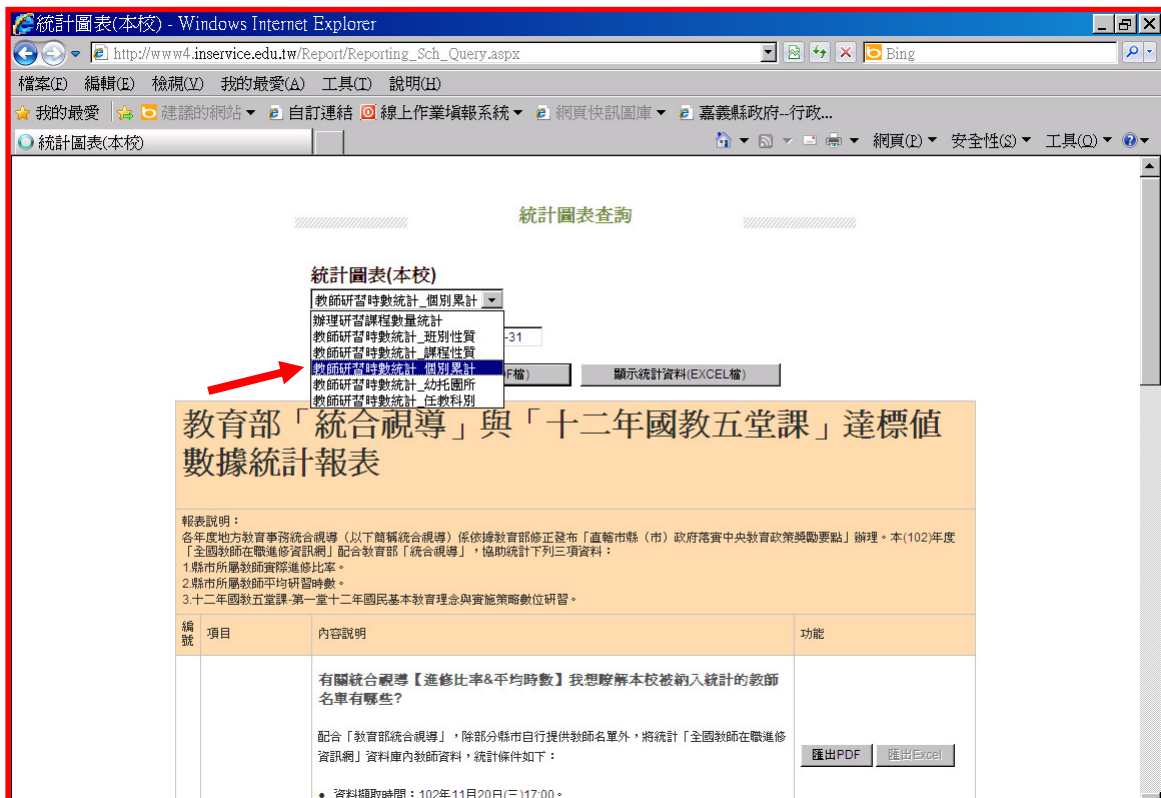 統計圖表(本校) - Windows Internet Explorer
http://www4.inservice.edu.tw/Report/Reporting_Sch_Query.aspx
Bing
檔案(F) 編輯(E) 檢視(V) 我的最愛(A) 工具(T) 說明(H)
我的最愛 建議的網站 自訂連結 線上作業填報系統 網頁快訊圖庫 嘉義縣政府--行政...
統計圖表(本校) 網頁(P) 安全性(S) 工具(O)
統計圖表查詢
統計圖表(本校)
教師研習時數統計_個別累計
辦理研習課程數量統計
教師研習時數統計_班別性質
-31
教師研習時數統計_課程性質
教師研習時數統計_個別累計
F檔) 顯示統計資料(EXCEL檔)
教師研習時數統計_幼托園所
教師研習時數統計_任教科別
教育部「統合視導」與「十二年國教五堂課」達標值
數據統計報表
報表說明：
各年度地方教育事務統合視導（以下簡稱統合視導）係依據教育部修正發布「直轄市縣（市）政府落實中央教育政策獎勵要點」辦理。本(102)年度
「全國教師在職進修資訊網」配合教育部「統合視導」，協助統計下列三項資料：
1.縣市所屬教師實際進修比率。
2.縣市所屬教師平均研習時數。
3.十二年國教五堂課-第一堂十二年國民基本教育理念與實施策略數位研習。
編號 項目 內容說明 功能
有關統合視導【進修比率&平均時數】我想瞭解本校被納入統計的教師
名單有哪些?
配合「教育部統合視導」，除部分縣市自行提供教師名單外，將統計「全國教師在職進修
資訊網」資料庫內教師資料，統計條件如下：
匯出PDF 匯出Excel
• 資料擷取時間：102年11月20日(三)17:00。